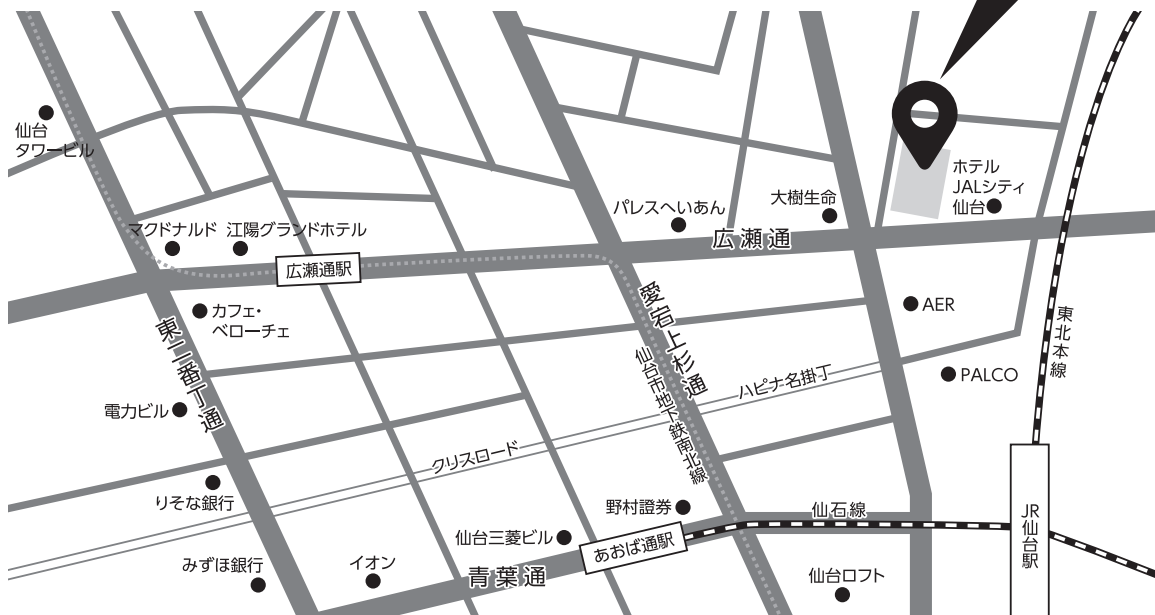 仙台
タワービル
マクドナルド
江陽グランドホテル
広瀬通駅
パレスへいあん
大樹生命
広瀬通
ホテル
JALシティ
仙台
カフェ・
ベローチェ
東二番丁通
愛宕上杉通
仙台市地下鉄南北線
AER
東北本線
PALCO
ハピナ名掛丁
電力ビル
クリスロード
りそな銀行
野村證券
仙石線
JR仙台駅
仙台三菱ビル
あおば通駅
みずほ銀行
イオン
青葉通
仙台ロフト